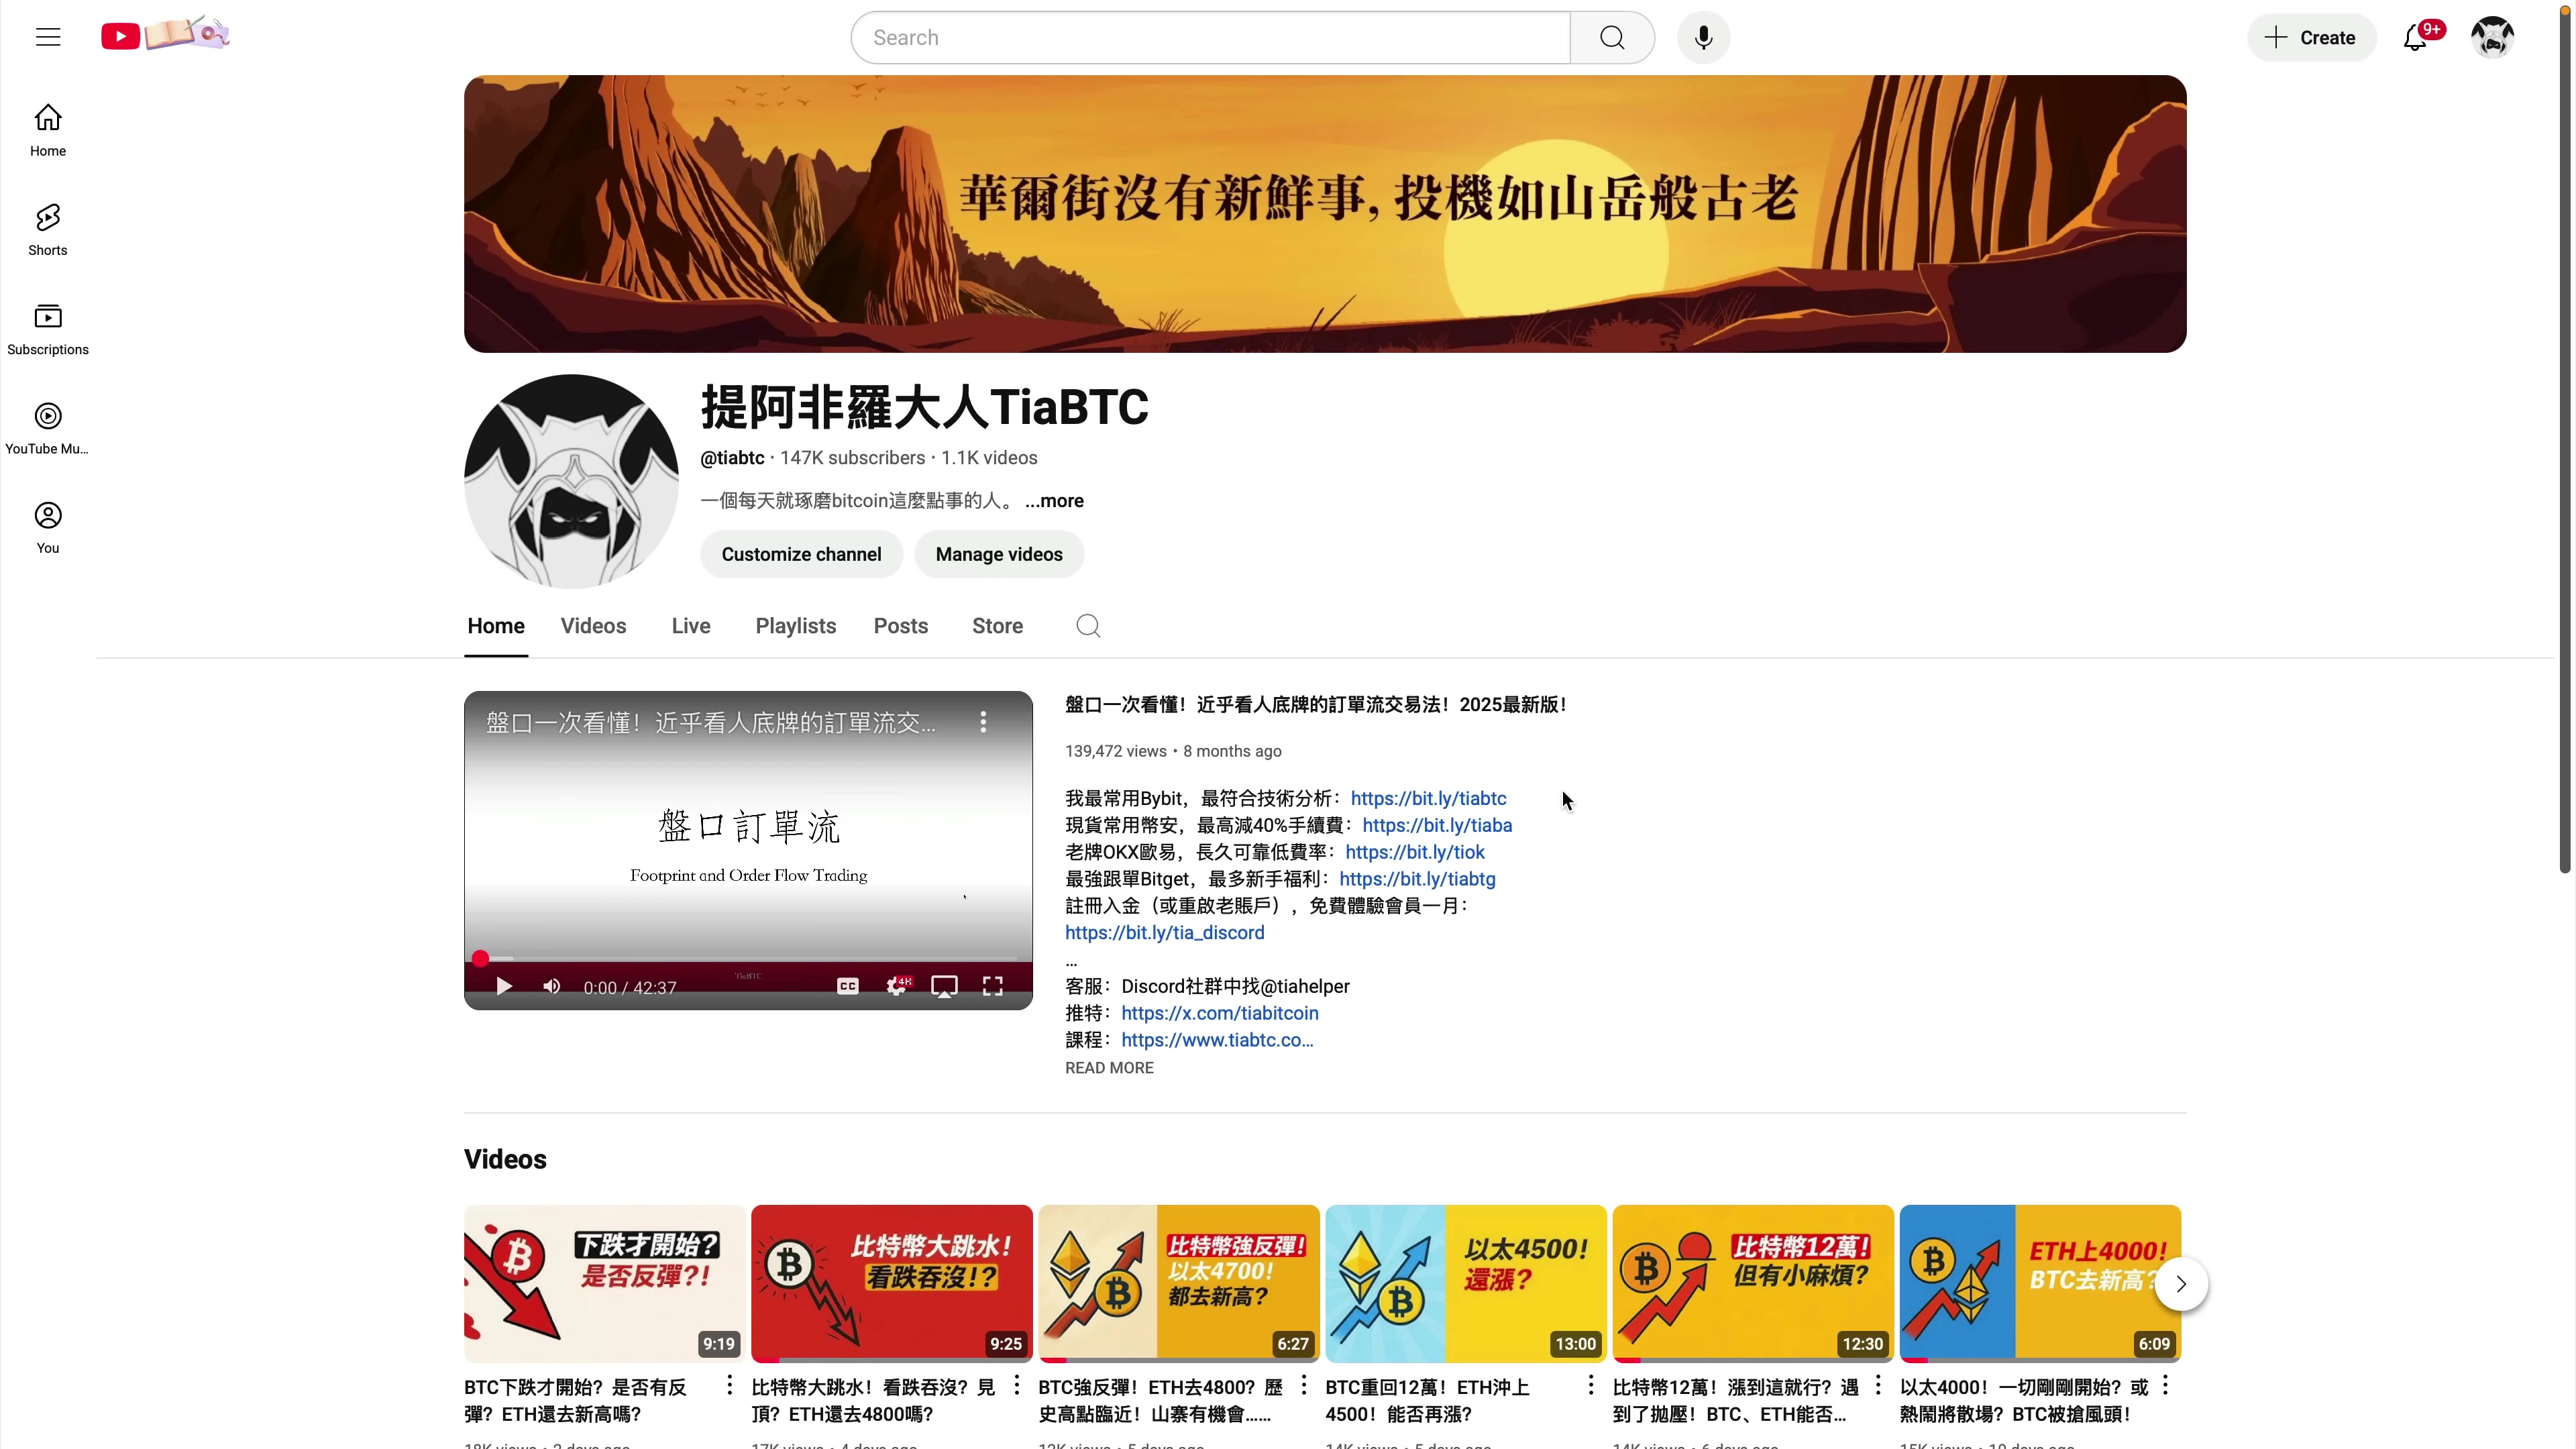 Search
Create
9+
Home
Shorts
Subscriptions
YouTube Mu...
You
華爾街沒有新鮮事, 投機如山岳般古老
提阿非羅大人TiaBTC
@tiabtc · 147K subscribers · 1.1K videos
一個每天就琢磨bitcoin這麼點事的人。 ...more
Customize channel
Manage videos
Home
Videos
Live
Playlists
Posts
Store
盤口一次看懂！近乎看人底牌的訂單流交...
盤口訂單流
Footprint and Order Flow Trading
TiaBTC
0:00 / 42:37
CC
4K
盤口一次看懂！近乎看人底牌的訂單流交易法！2025最新版！
139,472 views • 8 months ago
我最常用Bybit，最符合技術分析：https://bit.ly/tiabtc
現貨常用幣安，最高減40%手續費：https://bit.ly/tiaba
老牌OKX歐易，長久可靠低費率：https://bit.ly/tiok
最強跟單Bitget，最多新手福利：https://bit.ly/tiabtg
註冊入金（或重啟老賬戶），免費體驗會員一月：
https://bit.ly/tia_discord
...
客服：Discord社群中找@tiahelper
推特：https://x.com/tiabitcoin
課程：https://www.tiabtc.co...
READ MORE
Videos
下跌才開始？
是否反彈？！
9:19
比特幣大跳水！
看跌吞沒！？
9:25
比特幣強反彈！
以太4700！
都去新高？
6:27
以太4500！
還漲？
13:00
比特幣12萬！
但有小麻煩？
12:30
ETH上4000！
BTC去新高？
6:09
BTC下跌才開始？是否有反
彈？ETH還去新高嗎？
比特幣大跳水！看跌吞沒？見
頂？ETH還去4800嗎？
BTC強反彈！ETH去4800？歷
史高點臨近！山寨有機會......
BTC重回12萬！ETH沖上
4500！能否再漲？
比特幣12萬！漲到這就行？遇
到了拋壓！BTC、ETH能否...
以太4000！一切剛剛開始？或
熱鬧將散場？BTC被搶風頭！